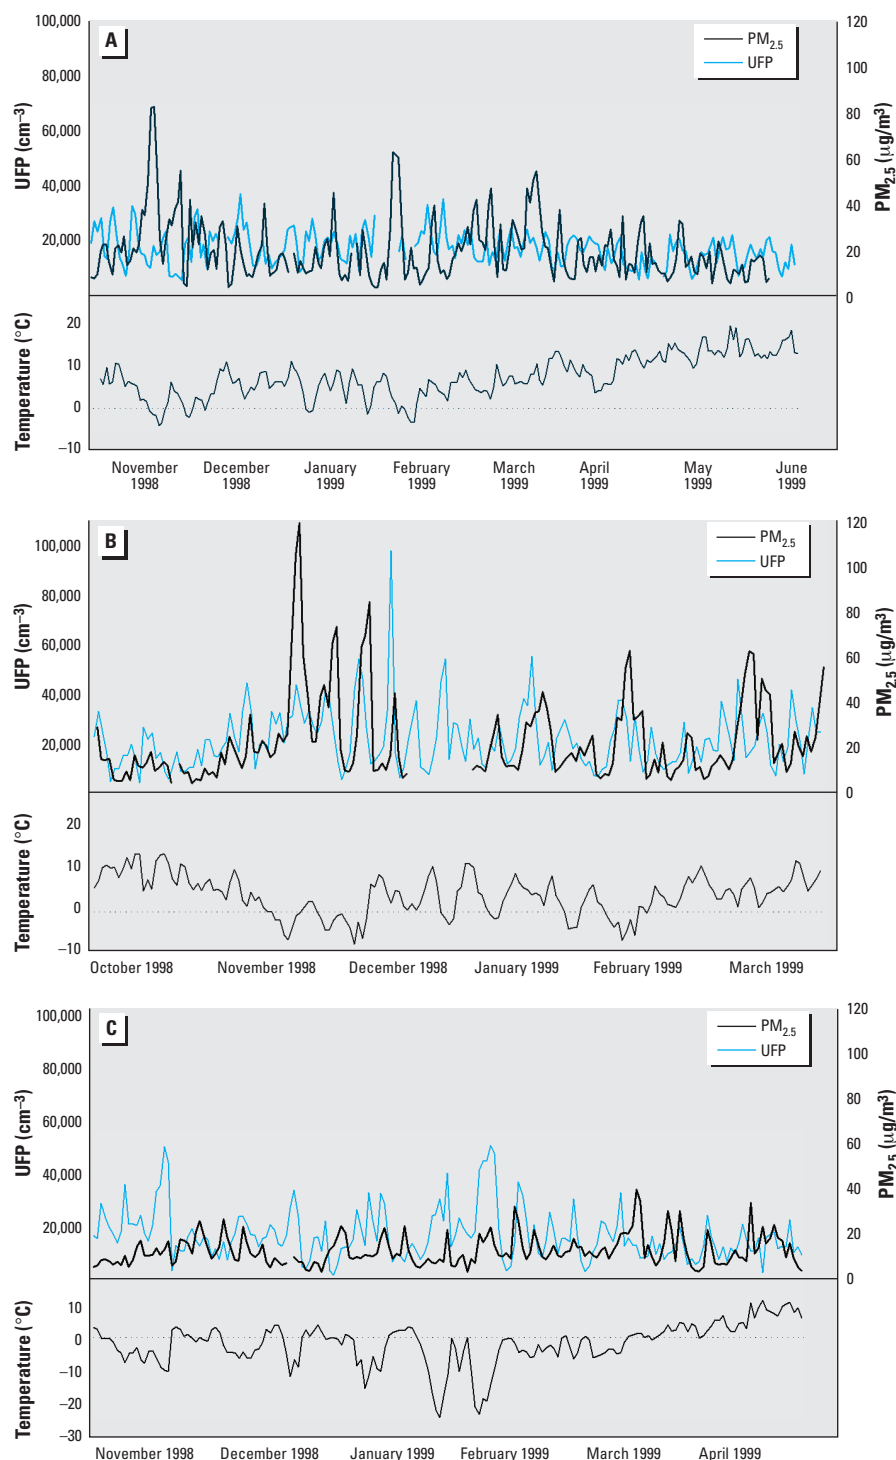 A
PM2.5
UFP
UFP (cm–3)
100,000
80,000
60,000
40,000
20,000
PM2.5 (µg/m3)
120
100
80
60
40
20
0
Temperature (°C)
20
10
0
–10
November 1998
December 1998
January 1999
February 1999
March 1999
April 1999
May 1999
June 1999
B
PM2.5
UFP
UFP (cm–3)
100,000
80,000
60,000
40,000
20,000
PM2.5 (µg/m3)
120
100
80
60
40
20
0
Temperature (°C)
20
10
0
–10
October 1998
November 1998
December 1998
January 1999
February 1999
March 1999
C
PM2.5
UFP
UFP (cm–3)
100,000
80,000
60,000
40,000
20,000
PM2.5 (µg/m3)
120
100
80
60
40
20
0
Temperature (°C)
10
0
–10
–20
–30
November 1998
December 1998
January 1999
February 1999
March 1999
April 1999